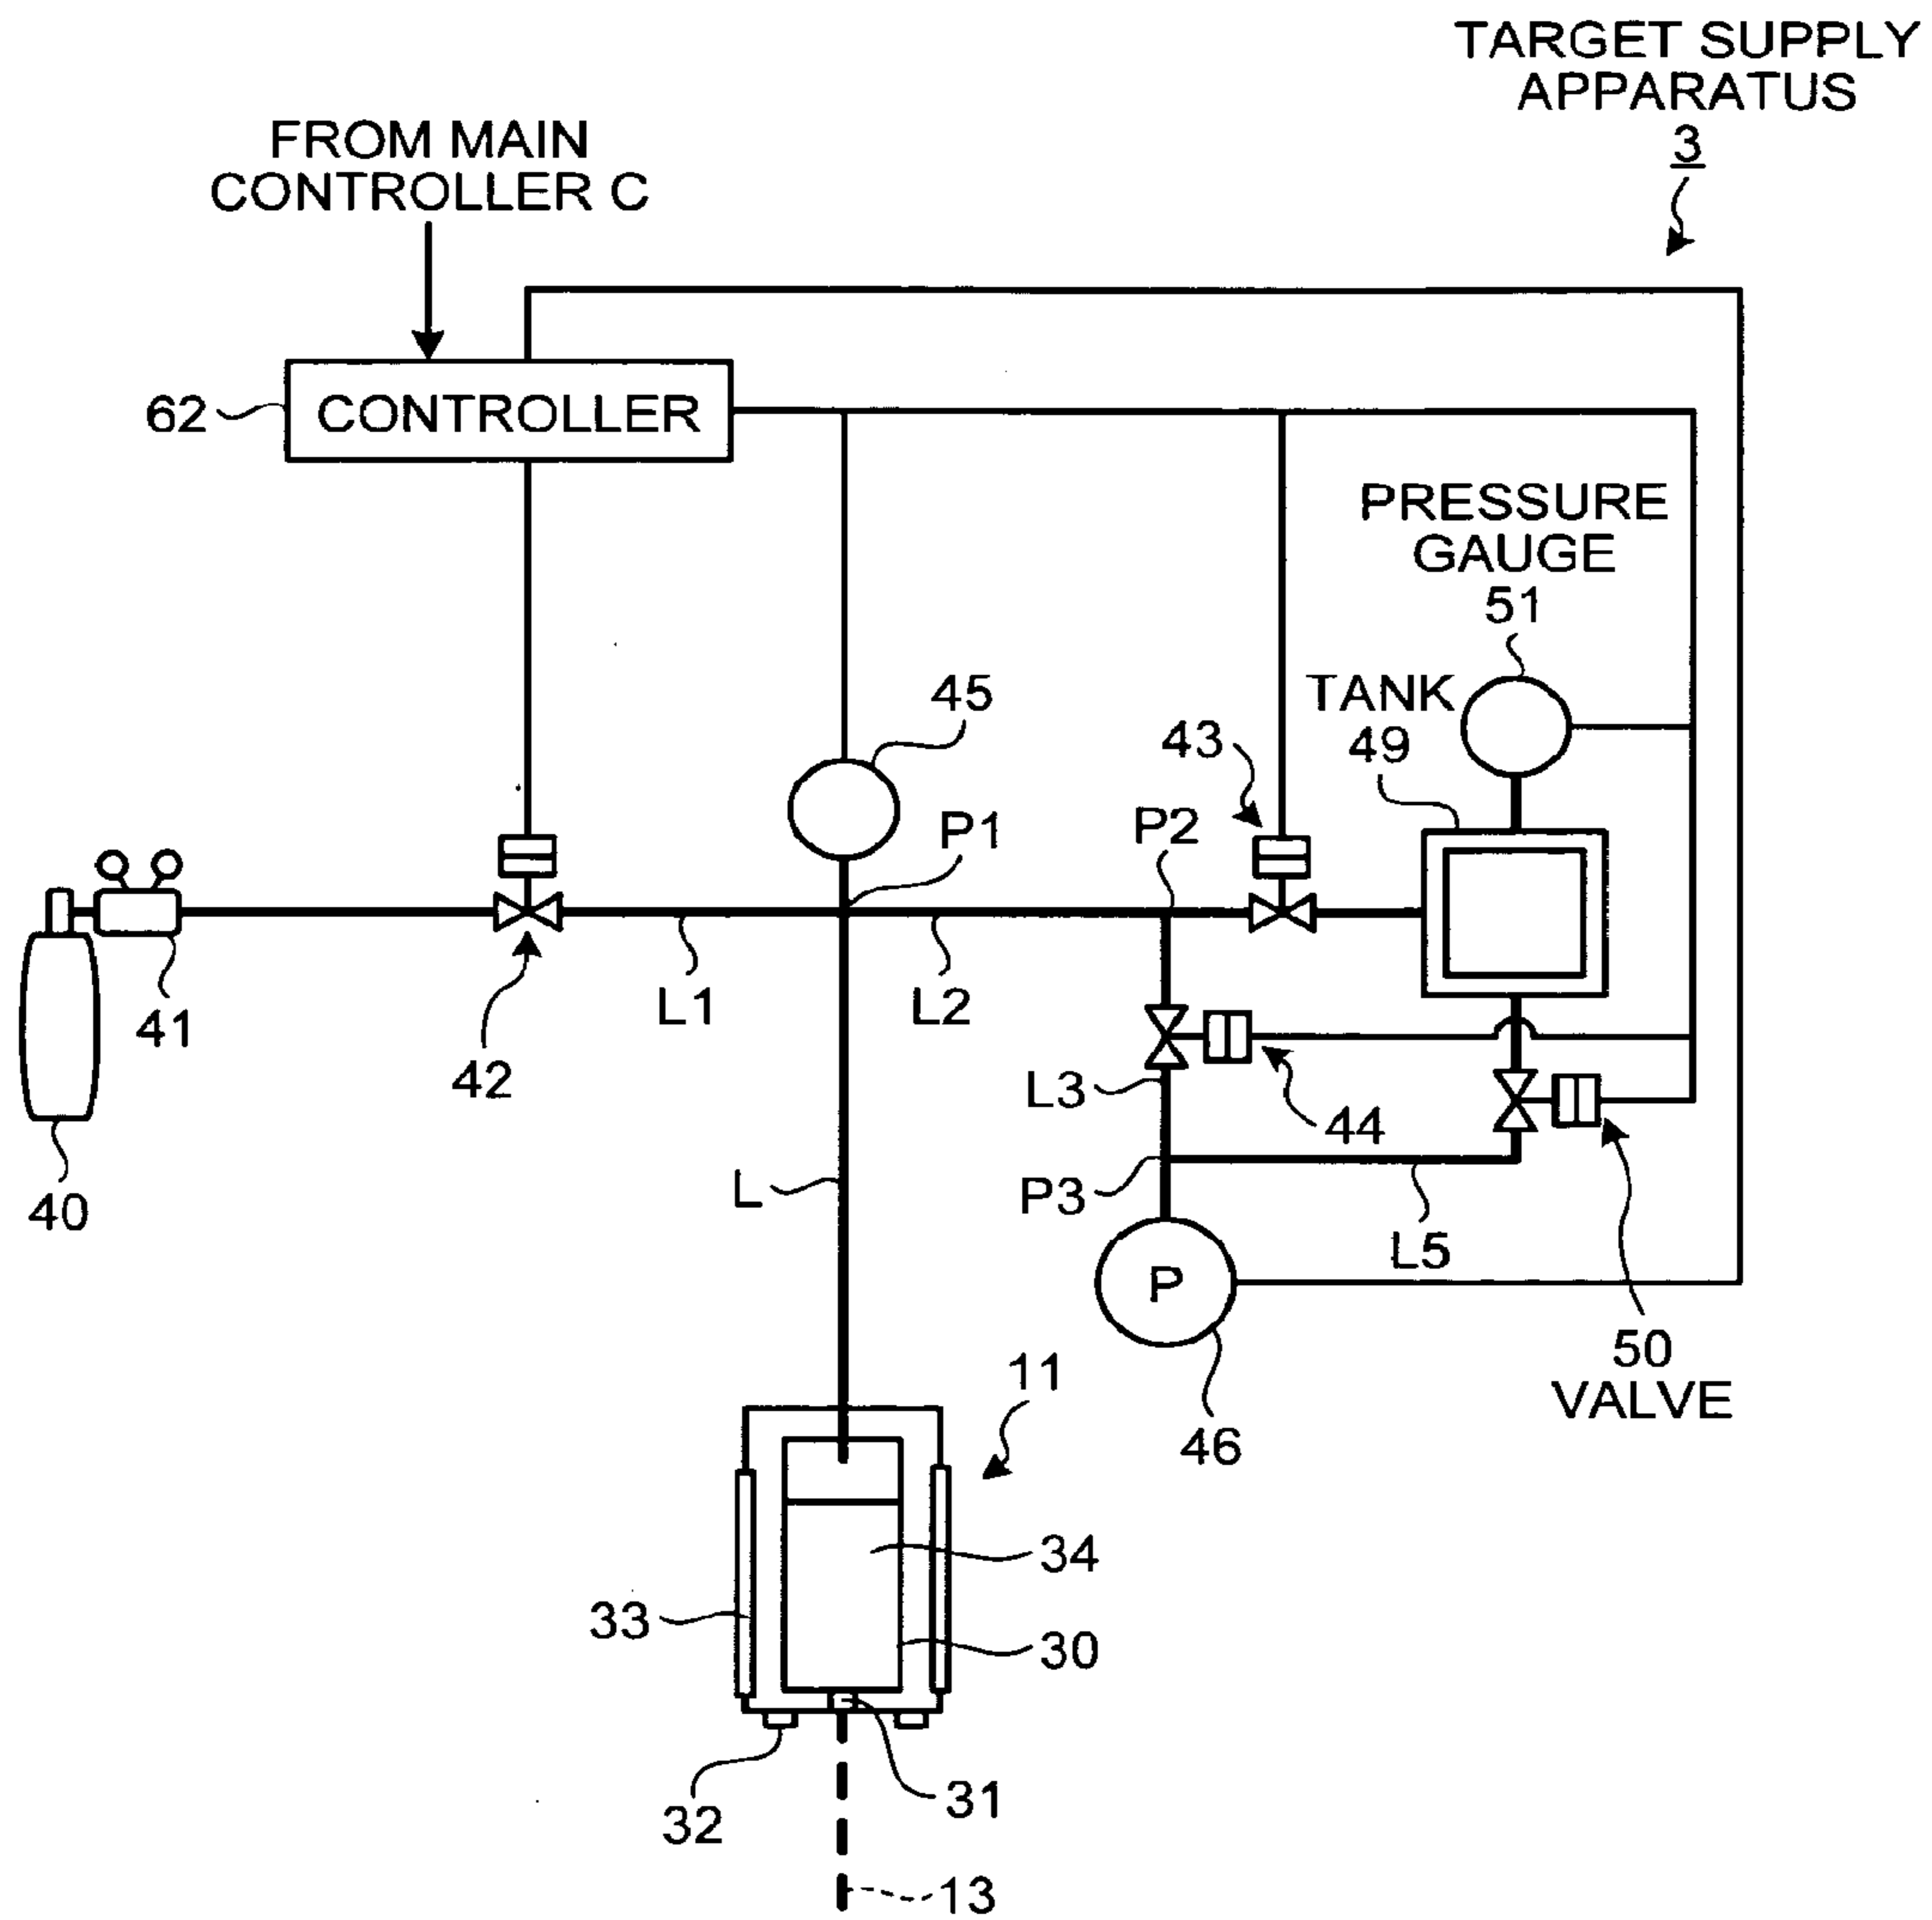 TARGET SUPPLY
APPARATUS
3
FROM MAIN
CONTROLLER C
62
CONTROLLER
PRESSURE
GAUGE
51
TANK
49
45
43
P1
P2
41
42
L1
L2
40
L3
44
L
P3
L5
P
50
VALVE
11
46
34
33
30
31
32
13